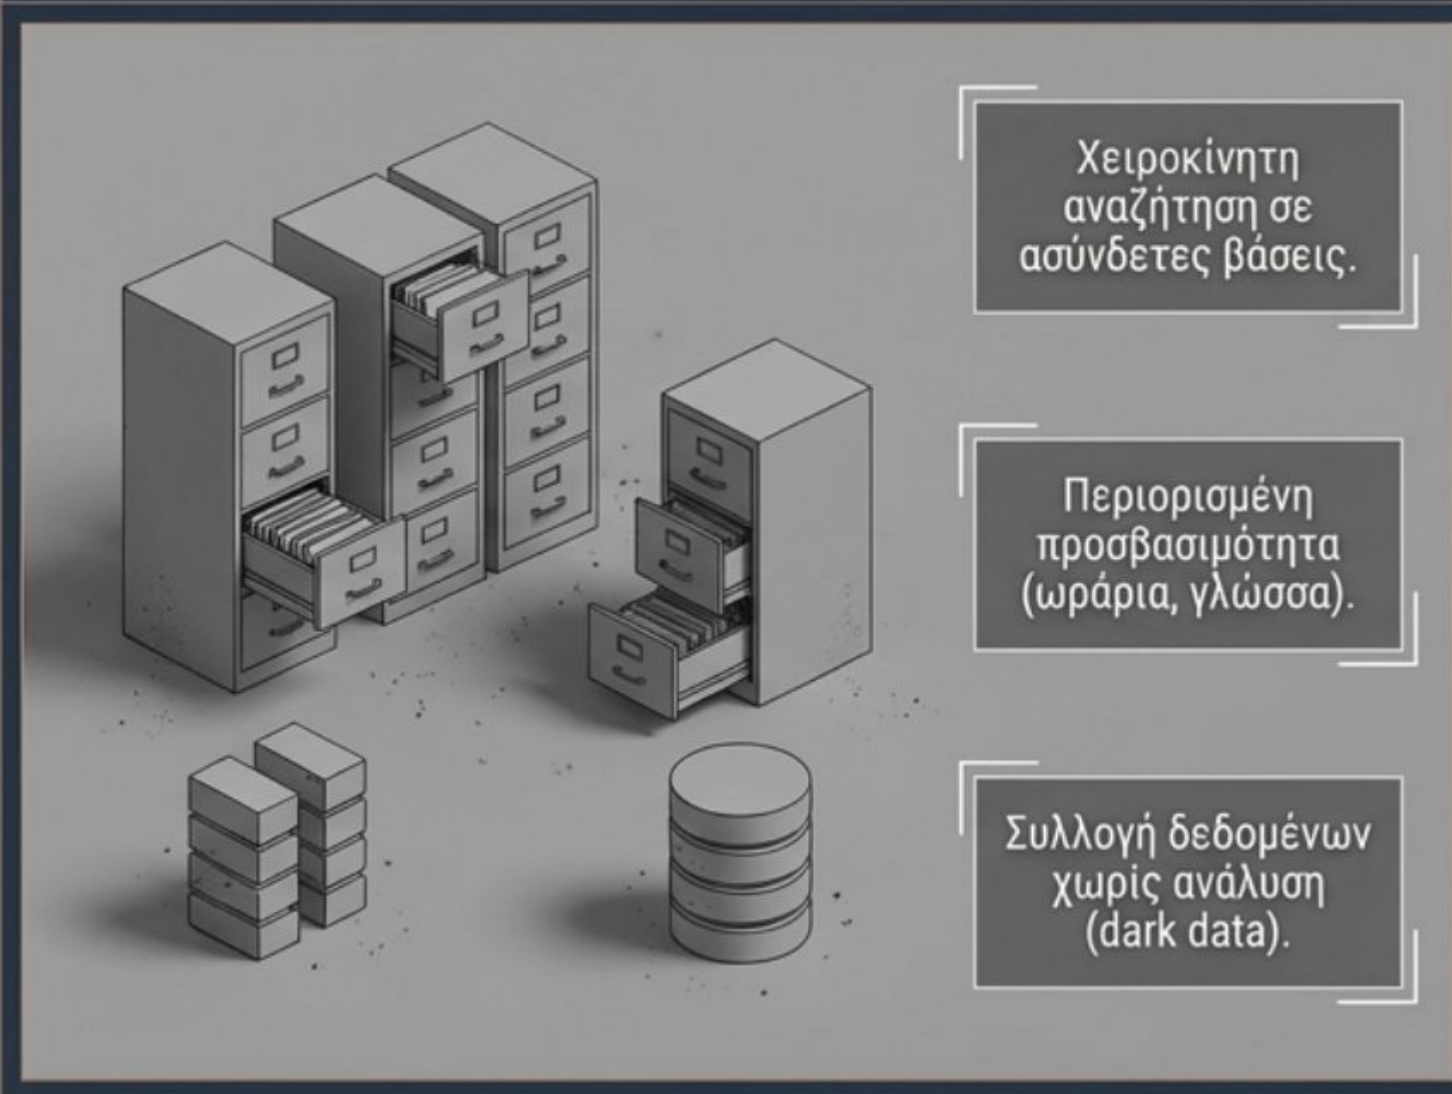 Χειροκίνητη
αναζήτηση σε
ασύνδετες βάσεις.
Περιορισμένη
προσβασιμότητα
(ωράρια, γλώσσα).
Συλλογή δεδομένων
χωρίς ανάλυση
(dark data).